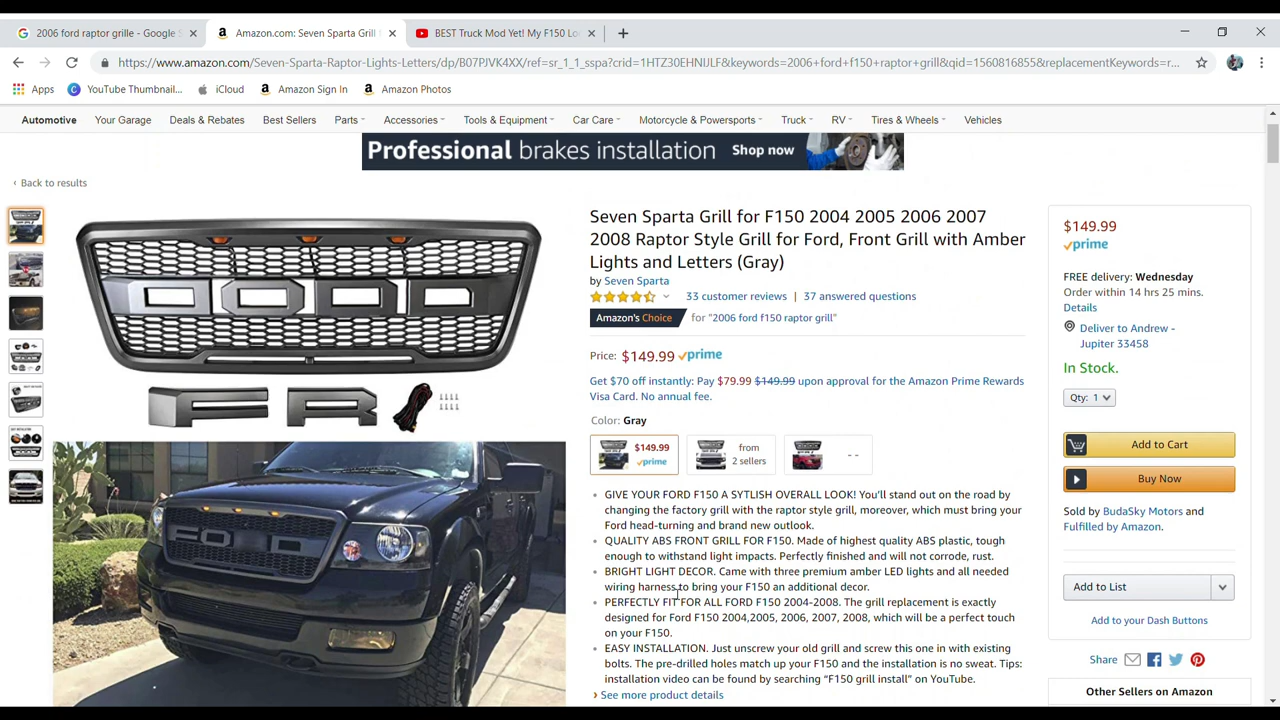 2006 ford raptor grille - Google
Amazon.com: Seven Sparta Grill
BEST Truck Mod Yet! My F150 Lo
https://www.amazon.com/Seven-Sparta-Raptor-Lights-Letters/dp/B07PJVK4XX/ref=sr_1_1_sspa?crid=1HTZ30EHNIJLF&keywords=2006+ford+f150+raptor+grill&qid=1560816855&replacementKeywords=r...
Apps YouTube Thumbnail... iCloud Amazon Sign In Amazon Photos
Automotive Your Garage Deals & Rebates Best Sellers Parts Accessories Tools & Equipment Car Care Motorcycle & Powersports Truck RV Tires & Wheels Vehicles
Professional brakes installation Shop now
‹ Back to results
Seven Sparta Grill for F150 2004 2005 2006 2007
2008 Raptor Style Grill for Ford, Front Grill with Amber
Lights and Letters (Gray)
by Seven Sparta
33 customer reviews | 37 answered questions
Amazon's Choice for "2006 ford f150 raptor grill"
Price: $149.99 prime
Get $70 off instantly: Pay $79.99 $149.99 upon approval for the Amazon Prime Rewards
Visa Card. No annual fee.
Color: Gray
$149.99
prime
from
2 sellers
- -
GIVE YOUR FORD F150 A SYTLISH OVERALL LOOK! You'll stand out on the road by
changing the factory grill with the raptor style grill, moreover, which must bring your
Ford head-turning and brand new outlook.
QUALITY ABS FRONT GRILL FOR F150. Made of highest quality ABS plastic, tough
enough to withstand light impacts. Perfectly finished and will not corrode, rust.
BRIGHT LIGHT DECOR. Came with three premium amber LED lights and all needed
wiring harness to bring your F150 an additional decor.
PERFECTLY FIT FOR ALL FORD F150 2004-2008. The grill replacement is exactly
designed for Ford F150 2004,2005, 2006, 2007, 2008, which will be a perfect touch
on your F150.
EASY INSTALLATION. Just unscrew your old grill and screw this one in with existing
bolts. The pre-drilled holes match up your F150 and the installation is no sweat. Tips:
installation video can be found by searching "F150 grill install" on YouTube.
› See more product details
$149.99
prime
FREE delivery: Wednesday
Order within 14 hrs 25 mins.
Details
Deliver to Andrew -
Jupiter 33458
In Stock.
Qty: 1
Add to Cart
Buy Now
Sold by BudaSky Motors and
Fulfilled by Amazon.
Add to List
Add to your Dash Buttons
Share
Other Sellers on Amazon
FORD
F R
FORD